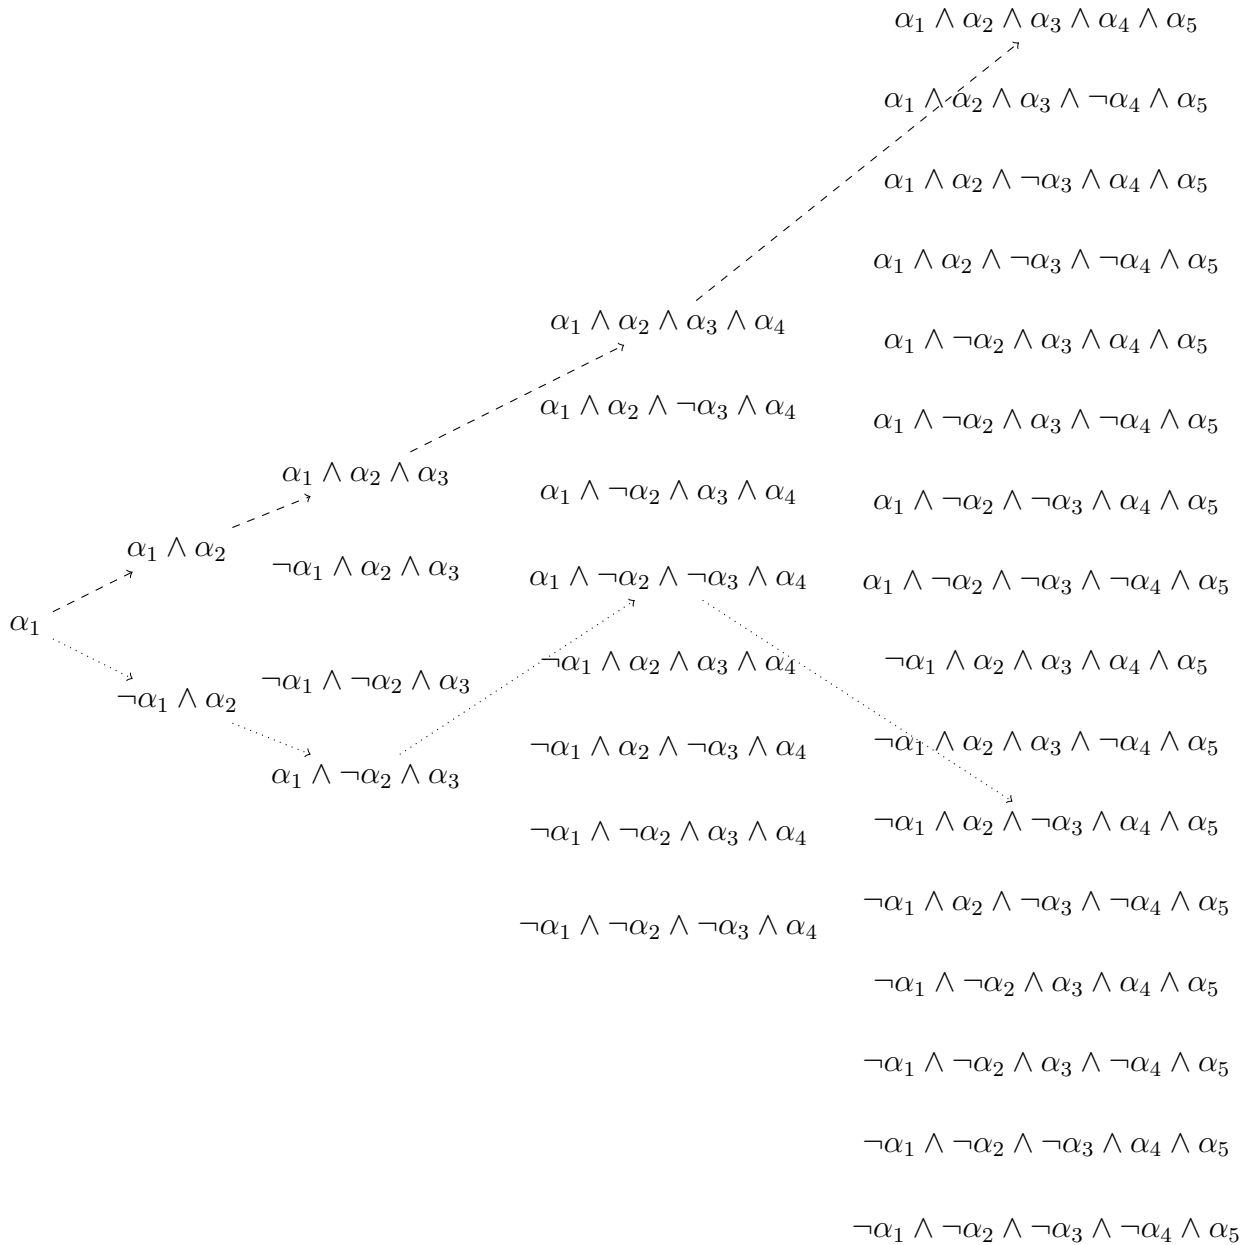 α₁
α₁ ∧ α₂
¬α₁ ∧ α₂
α₁ ∧ α₂ ∧ α₃
¬α₁ ∧ α₂ ∧ α₃
¬α₁ ∧ ¬α₂ ∧ α₃
α₁ ∧ ¬α₂ ∧ α₃
α₁ ∧ α₂ ∧ α₃ ∧ α₄
α₁ ∧ α₂ ∧ ¬α₃ ∧ α₄
α₁ ∧ ¬α₂ ∧ α₃ ∧ α₄
α₁ ∧ ¬α₂ ∧ ¬α₃ ∧ α₄
¬α₁ ∧ α₂ ∧ α₃ ∧ α₄
¬α₁ ∧ α₂ ∧ ¬α₃ ∧ α₄
¬α₁ ∧ ¬α₂ ∧ α₃ ∧ α₄
¬α₁ ∧ ¬α₂ ∧ ¬α₃ ∧ α₄
α₁ ∧ α₂ ∧ α₃ ∧ α₄ ∧ α₅
α₁ ∧ α₂ ∧ α₃ ∧ ¬α₄ ∧ α₅
α₁ ∧ α₂ ∧ ¬α₃ ∧ α₄ ∧ α₅
α₁ ∧ α₂ ∧ ¬α₃ ∧ ¬α₄ ∧ α₅
α₁ ∧ ¬α₂ ∧ α₃ ∧ α₄ ∧ α₅
α₁ ∧ ¬α₂ ∧ α₃ ∧ ¬α₄ ∧ α₅
α₁ ∧ ¬α₂ ∧ ¬α₃ ∧ α₄ ∧ α₅
α₁ ∧ ¬α₂ ∧ ¬α₃ ∧ ¬α₄ ∧ α₅
¬α₁ ∧ α₂ ∧ α₃ ∧ α₄ ∧ α₅
¬α₁ ∧ α₂ ∧ α₃ ∧ ¬α₄ ∧ α₅
¬α₁ ∧ α₂ ∧ ¬α₃ ∧ α₄ ∧ α₅
¬α₁ ∧ α₂ ∧ ¬α₃ ∧ ¬α₄ ∧ α₅
¬α₁ ∧ ¬α₂ ∧ α₃ ∧ α₄ ∧ α₅
¬α₁ ∧ ¬α₂ ∧ α₃ ∧ ¬α₄ ∧ α₅
¬α₁ ∧ ¬α₂ ∧ ¬α₃ ∧ α₄ ∧ α₅
¬α₁ ∧ ¬α₂ ∧ ¬α₃ ∧ ¬α₄ ∧ α₅